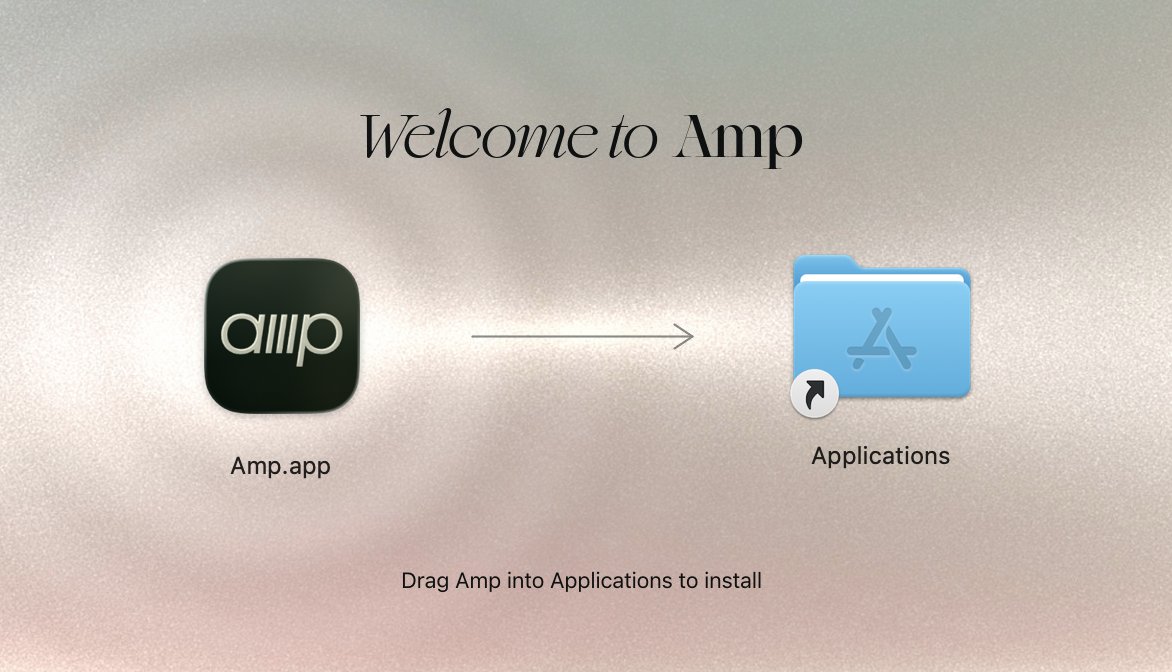 Welcome to Amp
amp
Amp.app
Applications
Drag Amp into Applications to install